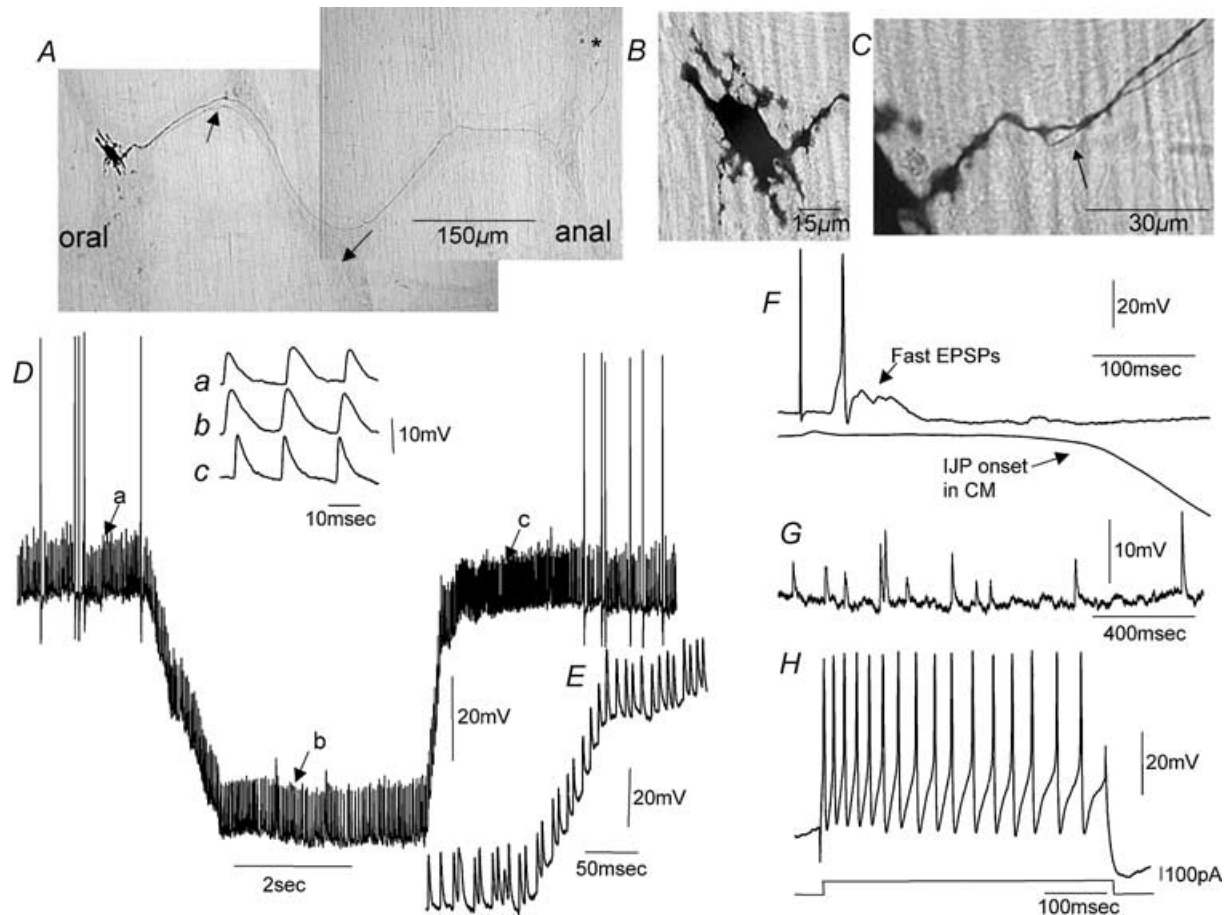 A
*
oral
150µm
anal
B
15µm
C
30µm
D
a
b
c
10mV
10msec
a
b
c
20mV
2sec
E
20mV
50msec
F
20mV
100msec
Fast EPSPs
IJP onset
in CM
G
10mV
400msec
H
20mV
100pA
100msec